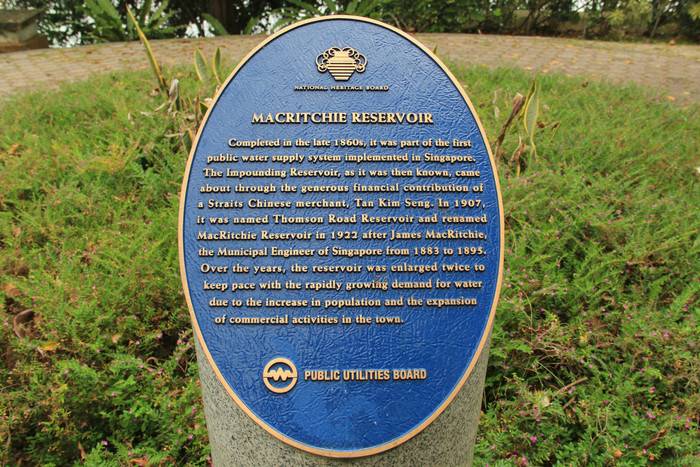 NATIONAL HERITAGE BOARD
MACRITCHIE RESERVOIR
Completed in the late 1860s, it was part of the first
public water supply system implemented in Singapore.
The Impounding Reservoir, as it was then known, came
about through the generous financial contribution of
a Straits Chinese merchant, Tan Kim Seng. In 1907,
it was named Thomson Road Reservoir and renamed
MacRitchie Reservoir in 1922 after James MacRitchie,
the Municipal Engineer of Singapore from 1883 to 1895.
Over the years, the reservoir was enlarged twice to
keep pace with the rapidly growing demand for water
due to the increase in population and the expansion
of commercial activities in the town.
PUBLIC UTILITIES BOARD